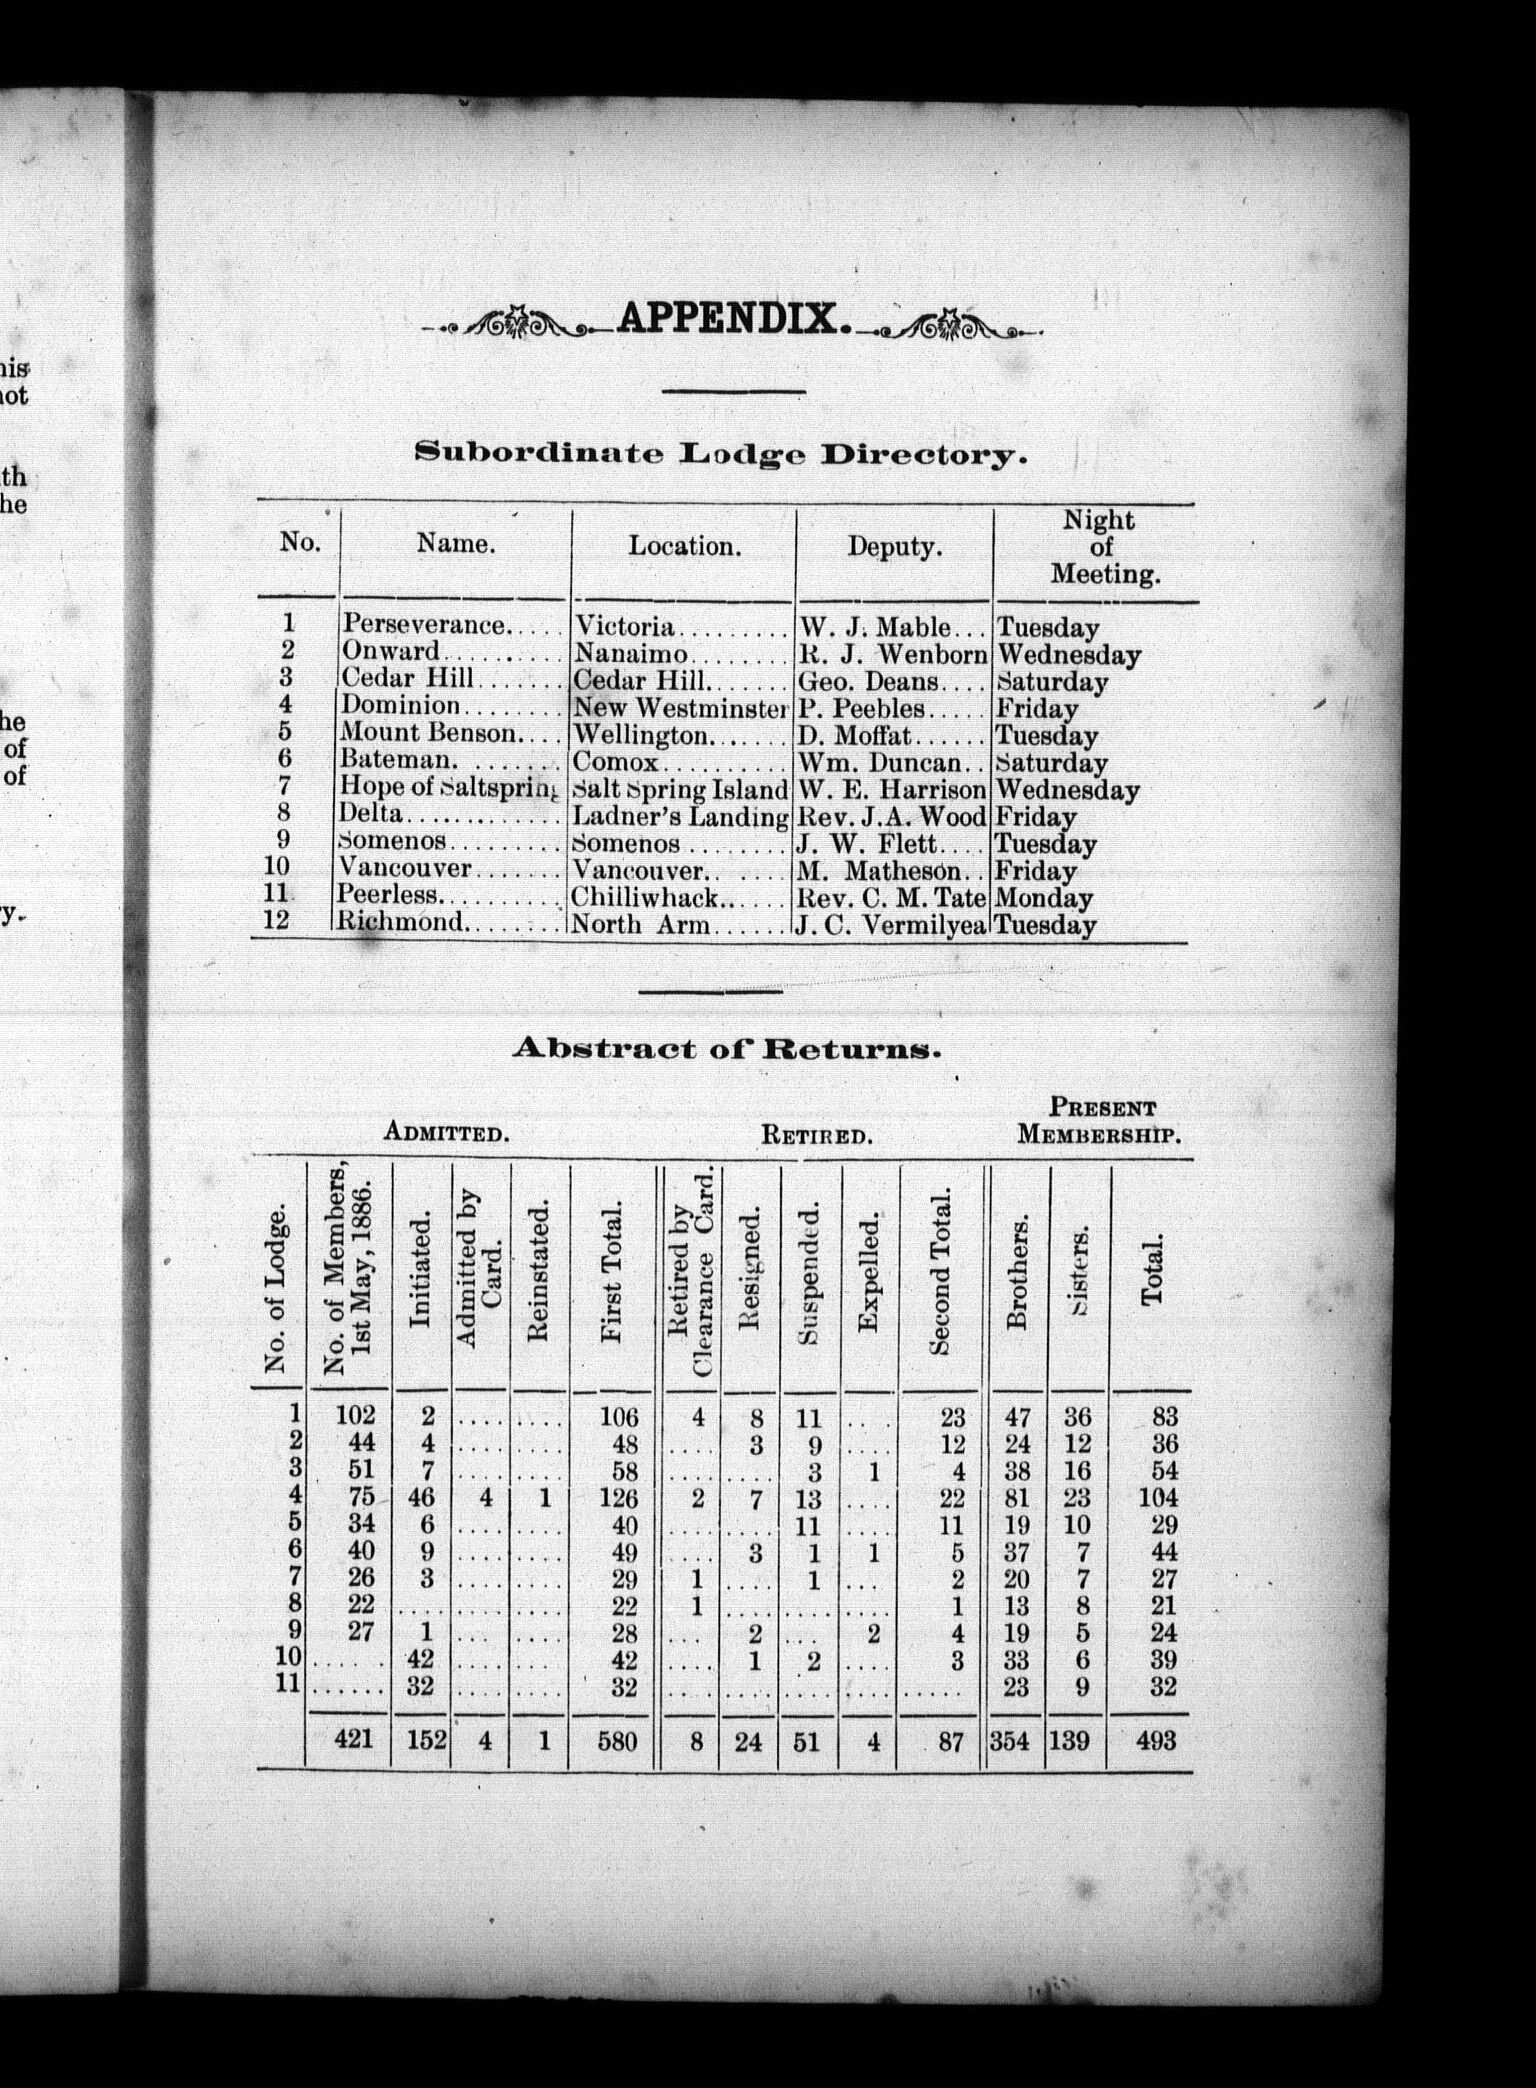 his
not
th
he
he
of
of
y.
APPENDIX.
Subordinate Lodge Directory.
No. Name. Location. Deputy. Night of Meeting.
1 Perseverance..... Victoria......... W. J. Mable... Tuesday
2 Onward.......... Nanaimo........ R. J. Wenborn Wednesday
3 Cedar Hill....... Cedar Hill....... Geo. Deans.... Saturday
4 Dominion........ New Westminster P. Peebles..... Friday
5 Mount Benson.... Wellington....... D. Moffat...... Tuesday
6 Bateman. ....... Comox.......... Wm. Duncan.. Saturday
7 Hope of Saltspring Salt Spring Island W. E. Harrison Wednesday
8 Delta............. Ladner's Landing Rev. J.A. Wood Friday
9 Somenos......... Somenos ........ J. W. Flett.... Tuesday
10 Vancouver....... Vancouver.. .... M. Matheson.. Friday
11 Peerless.......... Chilliwhack...... Rev. C. M. Tate Monday
12 Richmond........ North Arm...... J. C. Vermilyea Tuesday
Abstract of Returns.
ADMITTED. RETIRED. PRESENT MEMBERSHIP.
No. of Lodge. No. of Members, 1st May, 1886. Initiated. Admitted by Card. Reinstated. First Total. Retired by Clearance Card. Resigned. Suspended. Expelled. Second Total. Brothers. Sisters. Total.
1 102 2 .... .... 106 4 8 11 .... 23 47 36 83
2 44 4 .... .... 48 .... 3 9 .... 12 24 12 36
3 51 7 .... .... 58 .... .... 3 1 4 38 16 54
4 75 46 4 1 126 2 7 13 .... 22 81 23 104
5 34 6 .... .... 40 .... .... 11 .... 11 19 10 29
6 40 9 .... .... 49 .... 3 1 1 5 37 7 44
7 26 3 .... .... 29 1 .... 1 ... 2 20 7 27
8 22 .... .... .... 22 1 .... .... .... 1 13 8 21
9 27 1 ... .... 28 ... 2 ... 2 4 19 5 24
10 ..... 42 .... ... 42 .... 1 2 .... 3 33 6 39
11 ...... 32 .... .... 32 .... .... .... .... ..... 23 9 32
421 152 4 1 580 8 24 51 4 87 354 139 493